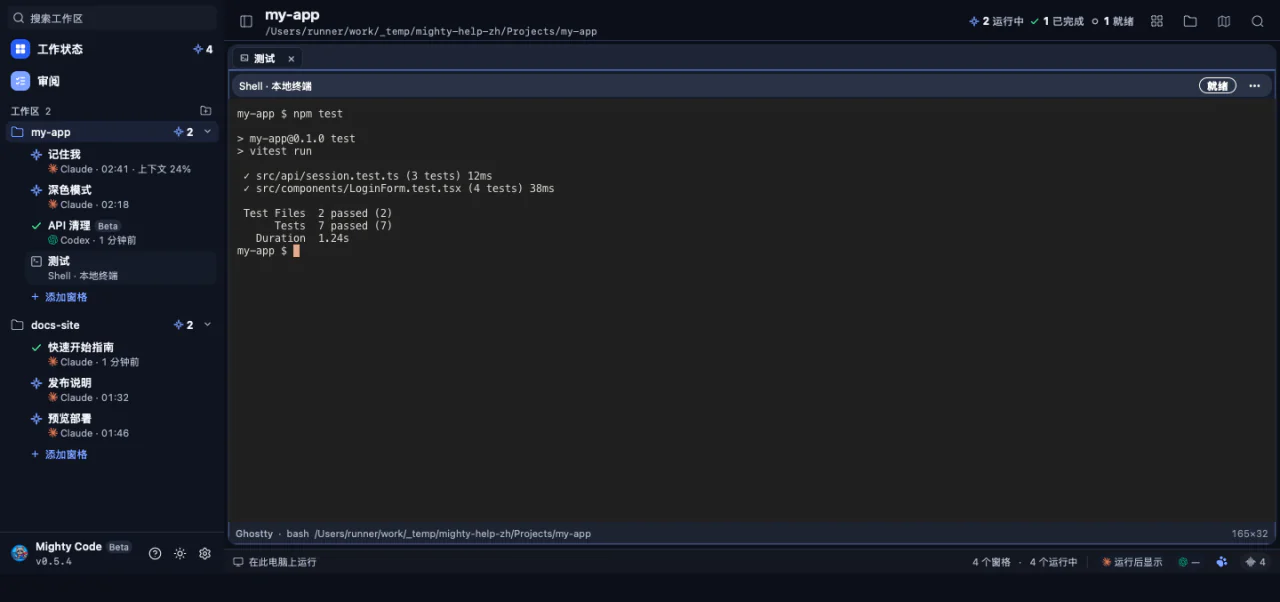 搜索工作区
工作状态
4
审阅
工作区 2
my-app
2
记住我
Claude · 02:41 · 上下文 24%
深色模式
Claude · 02:18
API 清理 Beta
Codex · 1 分钟前
测试
Shell · 本地终端
+ 添加窗格
docs-site
2
快速开始指南
Claude · 1 分钟前
发布说明
Claude · 01:32
预览部署
Claude · 01:46
+ 添加窗格
Mighty Code Beta
v0.5.4
my-app
/Users/runner/work/_temp/mighty-help-zh/Projects/my-app
2 运行中 ✓ 1 已完成 ○ 1 就绪
测试 ×
Shell · 本地终端
就绪 ···
my-app $ npm test
> my-app@0.1.0 test
> vitest run
✓ src/api/session.test.ts (3 tests) 12ms
✓ src/components/LoginForm.test.tsx (4 tests) 38ms
Test Files 2 passed (2)
Tests 7 passed (7)
Duration 1.24s
my-app $
Ghostty · bash /Users/runner/work/_temp/mighty-help-zh/Projects/my-app
165×32
在此电脑上运行
4 个窗格 · 4 个运行中
运行后显示
—
4